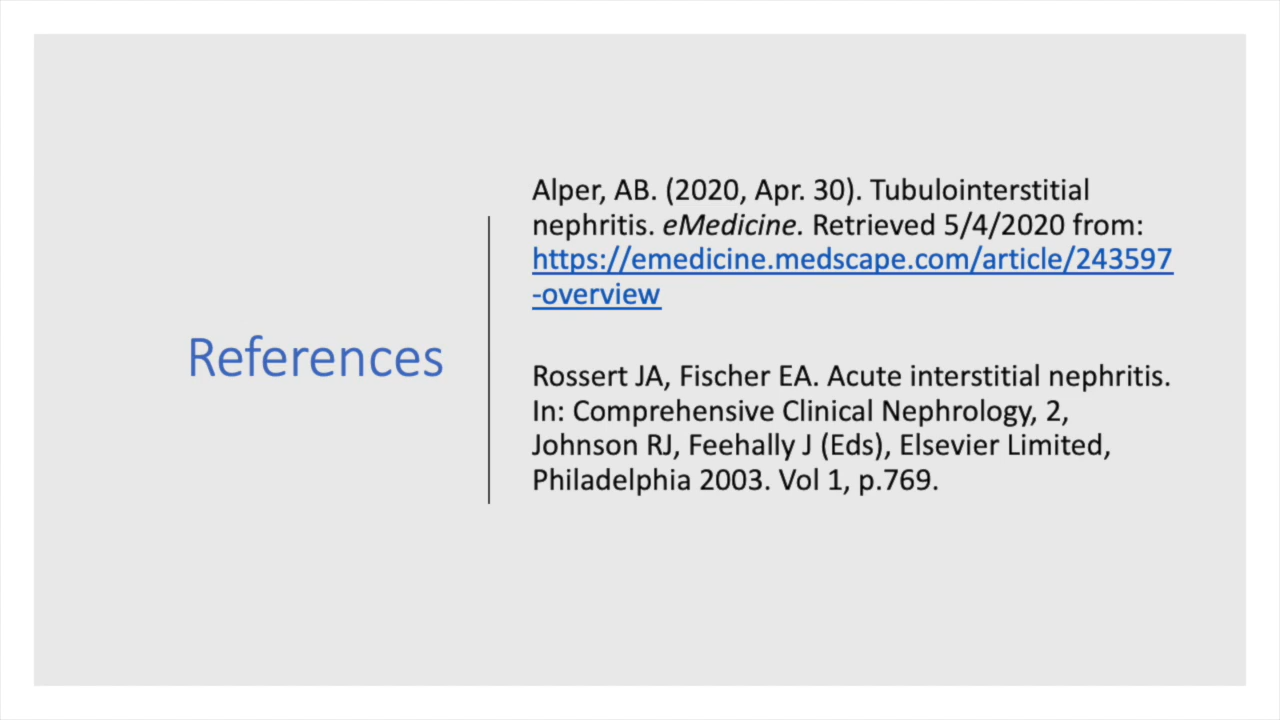 References
Alper, AB. (2020, Apr. 30). Tubulointerstitial
nephritis. eMedicine. Retrieved 5/4/2020 from:
https://emedicine.medscape.com/article/243597
-overview
Rossert JA, Fischer EA. Acute interstitial nephritis.
In: Comprehensive Clinical Nephrology, 2,
Johnson RJ, Feehally J (Eds), Elsevier Limited,
Philadelphia 2003. Vol 1, p.769.